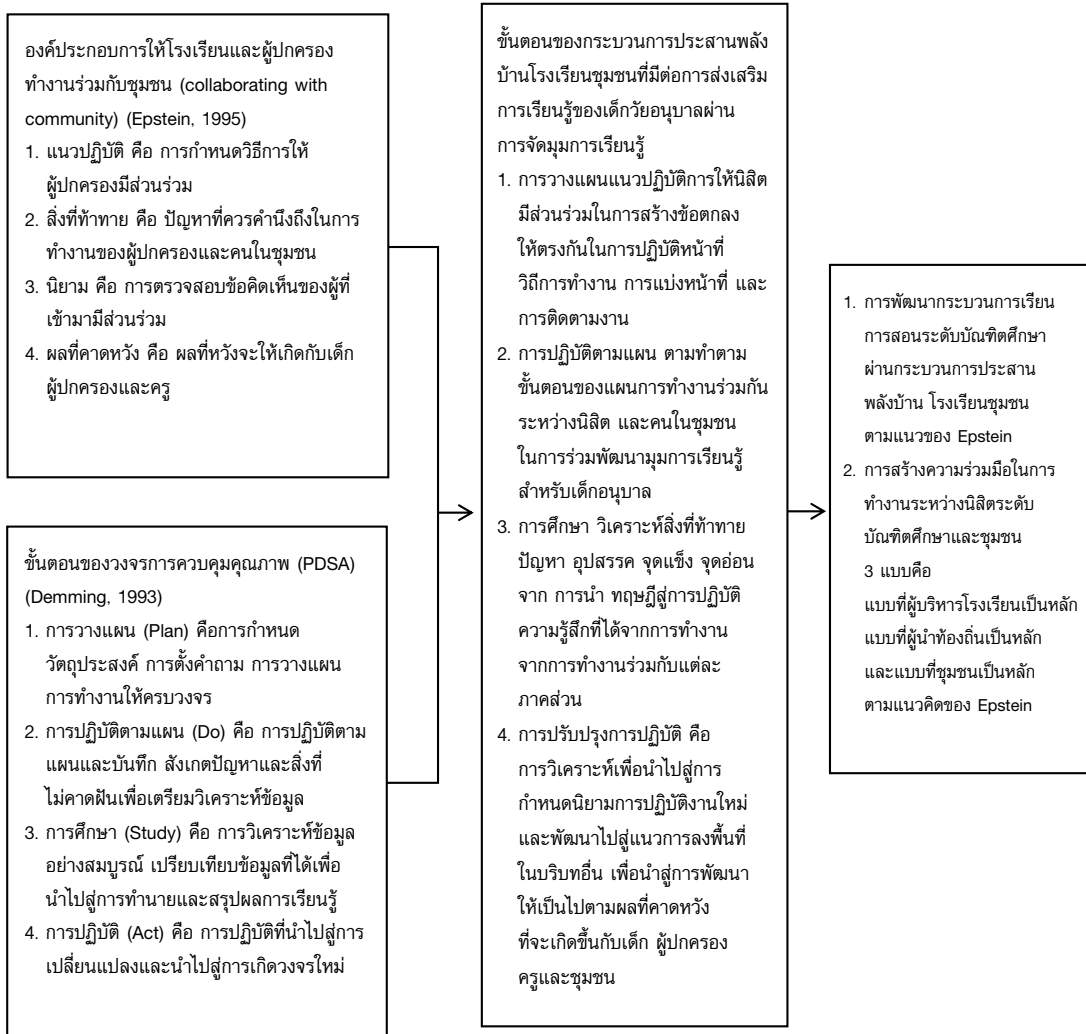 องค์ประกอบการให้โรงเรียนและผู้ปกครอง
ทำงานร่วมกับชุมชน (collaborating with
community) (Epstein, 1995)
1. แนวปฏิบัติ คือ การกำหนดวิธีการให้
ผู้ปกครองมีส่วนร่วม
2. สิ่งที่ท้าทาย คือ ปัญหาที่ควรคำนึงถึงในการ
ทำงานของผู้ปกครองและคนในชุมชน
3. นิยาม คือ การตรวจสอบข้อคิดเห็นของผู้ที่
เข้ามามีส่วนร่วม
4. ผลที่คาดหวัง คือ ผลที่หวังจะให้เกิดกับเด็ก
ผู้ปกครองและครู
ขั้นตอนของวงจรการควบคุมคุณภาพ (PDSA)
(Demming, 1993)
1. การวางแผน (Plan) คือการกำหนด
วัตถุประสงค์ การตั้งคำถาม การวางแผน
การทำงานให้ครบวงจร
2. การปฏิบัติตามแผน (Do) คือ การปฏิบัติตาม
แผนและบันทึก สังเกตปัญหาและสิ่งที่
ไม่คาดฝันเพื่อเตรียมวิเคราะห์ข้อมูล
3. การศึกษา (Study) คือ การวิเคราะห์ข้อมูล
อย่างสมบูรณ์ เปรียบเทียบข้อมูลที่ได้เพื่อ
นำไปสู่การทำนายและสรุปผลการเรียนรู้
4. การปฏิบัติ (Act) คือ การปฏิบัติที่นำไปสู่การ
เปลี่ยนแปลงและนำไปสู่การเกิดวงจรใหม่
ขั้นตอนของกระบวนการประสานพลัง
บ้านโรงเรียนชุมชนที่มีต่อการส่งเสริม
การเรียนรู้ของเด็กวัยอนุบาลผ่าน
การจัดมุมการเรียนรู้
1. การวางแผนแนวปฏิบัติการให้นิสิต
มีส่วนร่วมในการสร้างข้อตกลง
ให้ตรงกันในการปฏิบัติหน้าที่
วิถีการทำงาน การแบ่งหน้าที่ และ
การติดตามงาน
2. การปฏิบัติตามแผน ตามทำตาม
ขั้นตอนของแผนการทำงานร่วมกัน
ระหว่างนิสิต และคนในชุมชน
ในการร่วมพัฒนามุมการเรียนรู้
สำหรับเด็กอนุบาล
3. การศึกษา วิเคราะห์สิ่งที่ท้าทาย
ปัญหา อุปสรรค จุดแข็ง จุดอ่อน
จาก การนำ ทฤษฎีสู่การปฏิบัติ
ความรู้สึกที่ได้จากการทำงาน
จากการทำงานร่วมกับแต่ละ
ภาคส่วน
4. การปรับปรุงการปฏิบัติ คือ
การวิเคราะห์เพื่อนำไปสู่การ
กำหนดนิยามการปฏิบัติงานใหม่
และพัฒนาไปสู่แนวการลงพื้นที่
ในบริบทอื่น เพื่อนำสู่การพัฒนา
ให้เป็นไปตามผลที่คาดหวัง
ที่จะเกิดขึ้นกับเด็ก ผู้ปกครอง
ครูและชุมชน
1. การพัฒนากระบวนการเรียน
การสอนระดับบัณฑิตศึกษา
ผ่านกระบวนการประสาน
พลังบ้าน โรงเรียนชุมชน
ตามแนวของ Epstein
2. การสร้างความร่วมมือในการ
ทำงานระหว่างนิสิตระดับ
บัณฑิตศึกษาและชุมชน
3 แบบคือ
แบบที่ผู้บริหารโรงเรียนเป็นหลัก
แบบที่ผู้นำท้องถิ่นเป็นหลัก
และแบบที่ชุมชนเป็นหลัก
ตามแนวคิดของ Epstein